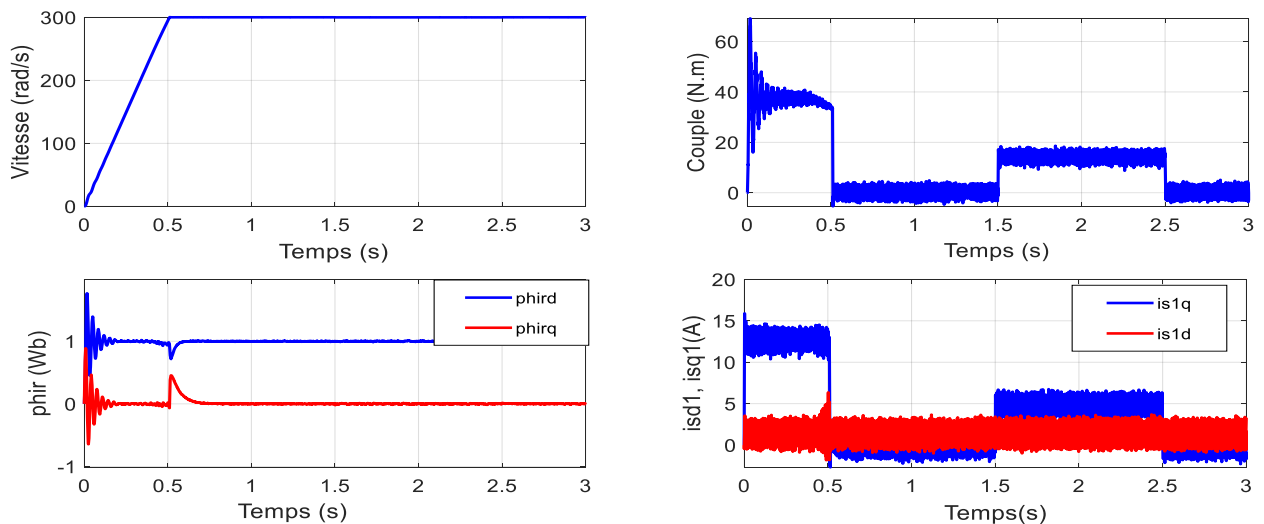 Vitesse (rad/s)
300
200
100
0
0 0.5 1 1.5 2 2.5 3
Temps (s)
Couple (N.m)
60
40
20
0
0 0.5 1 1.5 2 2.5 3
Temps (s)
phir (Wb)
1
0
-1
phird
phirq
0 0.5 1 1.5 2 2.5 3
Temps (s)
isd1, isq1(A)
20
15
10
5
0
is1q
is1d
0 0.5 1 1.5 2 2.5 3
Temps(s)